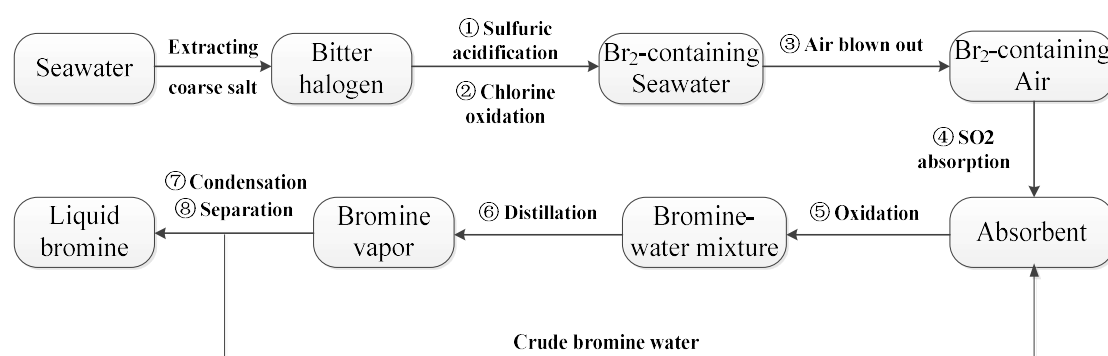 Seawater
Extracting
coarse salt
Bitter
halogen
① Sulfuric
acidification
② Chlorine
oxidation
Br₂-containing
Seawater
③ Air blown out
Br₂-containing
Air
④ SO2
absorption
Absorbent
⑤ Oxidation
Bromine-
water mixture
⑥ Distillation
Bromine
vapor
⑦ Condensation
⑧ Separation
Liquid
bromine
Crude bromine water